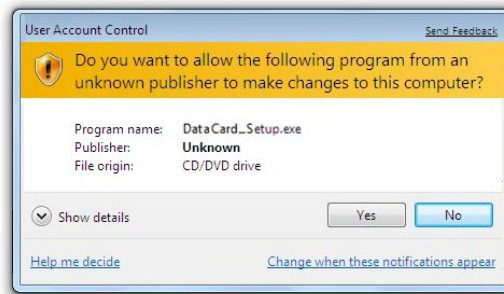 User Account Control
Send Feedback
Do you want to allow the following program from an
unknown publisher to make changes to this computer?
Program name: DataCard_Setup.exe
Publisher: Unknown
File origin: CD/DVD drive
Show details
Yes
No
Help me decide
Change when these notifications appear